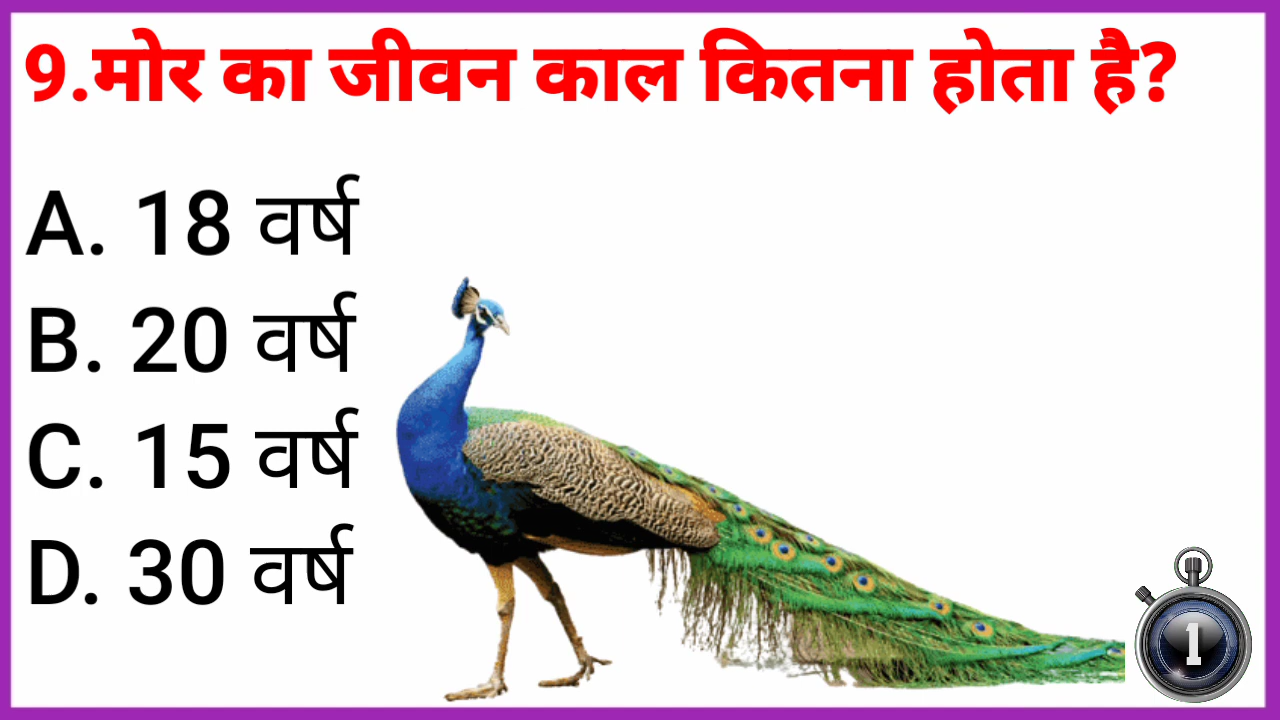 9.मोर का जीवन काल कितना होता है?
A. 18 वर्ष
B. 20 वर्ष
C. 15 वर्ष
D. 30 वर्ष
1